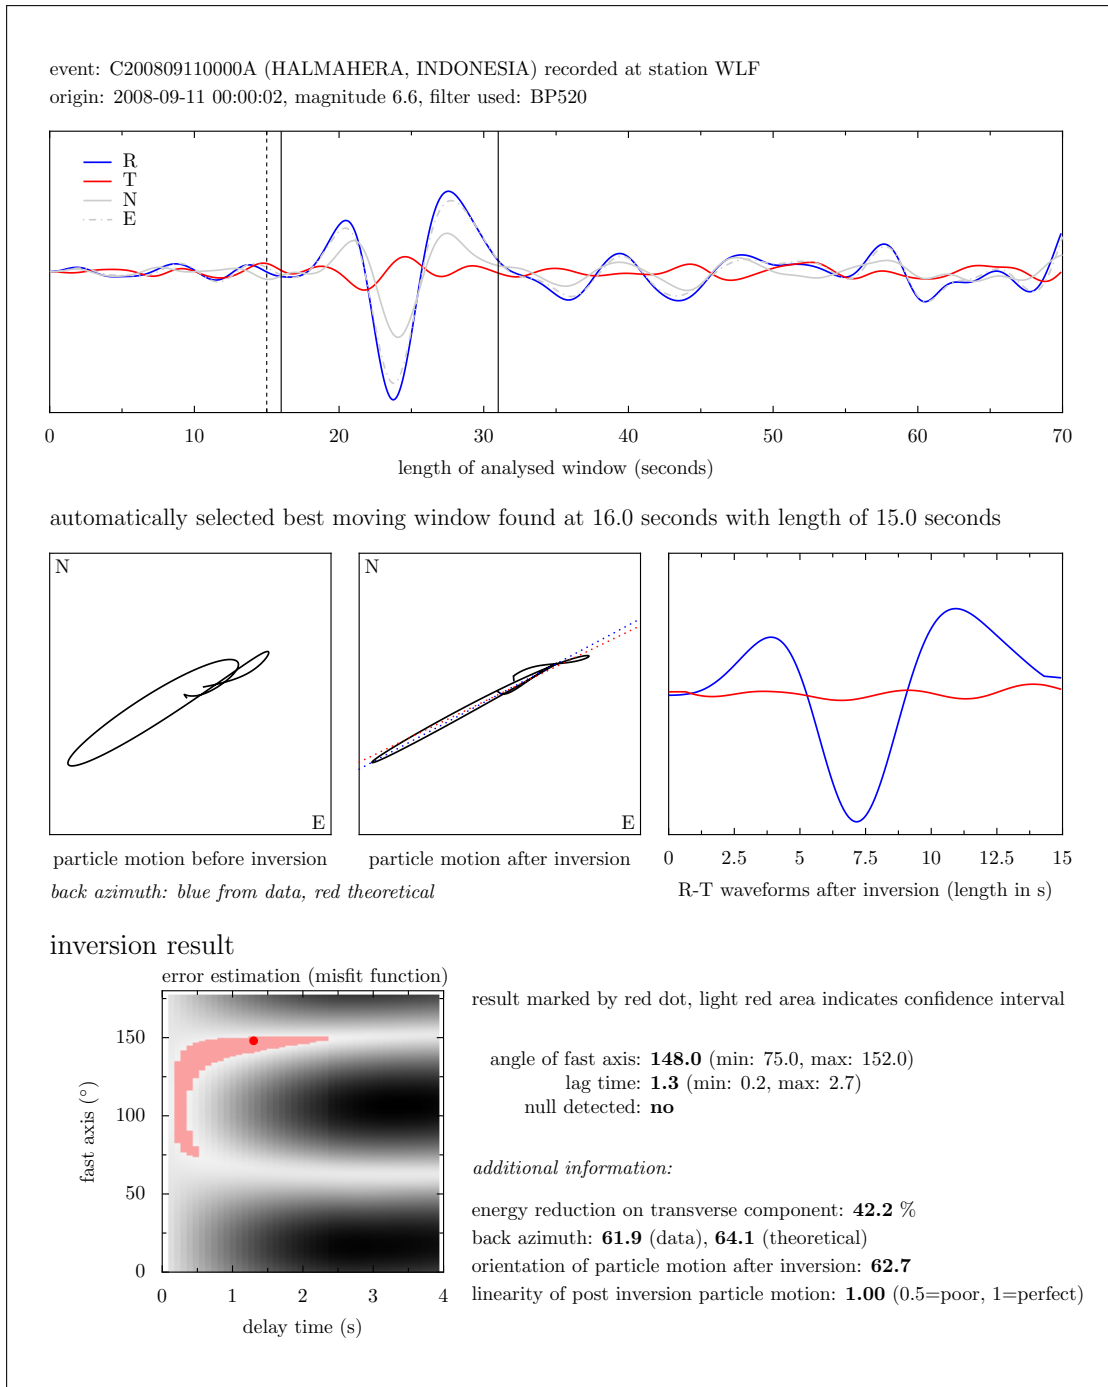 event: C200809110000A (HALMAHERA, INDONESIA) recorded at station WLF
origin: 2008-09-11 00:00:02, magnitude 6.6, filter used: BP520
R
T
N
E
0 10 20 30 40 50 60 70
length of analysed window (seconds)
automatically selected best moving window found at 16.0 seconds with length of 15.0 seconds
N
E
N
E
particle motion before inversion
particle motion after inversion
0 2.5 5 7.5 10 12.5 15
back azimuth: blue from data, red theoretical
R-T waveforms after inversion (length in s)
inversion result
error estimation (misfit function)
150
100
50
0
fast axis (°)
0 1 2 3 4
delay time (s)
result marked by red dot, light red area indicates confidence interval
angle of fast axis: 148.0 (min: 75.0, max: 152.0)
lag time: 1.3 (min: 0.2, max: 2.7)
null detected: no
additional information:
energy reduction on transverse component: 42.2 %
back azimuth: 61.9 (data), 64.1 (theoretical)
orientation of particle motion after inversion: 62.7
linearity of post inversion particle motion: 1.00 (0.5=poor, 1=perfect)